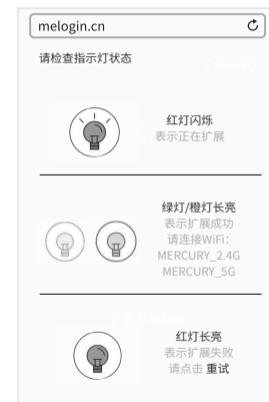 melogin.cn
请检查指示灯状态
红灯闪烁
表示正在扩展
绿灯/橙灯长亮
表示扩展成功
请连接WiFi：
MERCURY_2.4G
MERCURY_5G
红灯长亮
表示扩展失败
请点击 重试